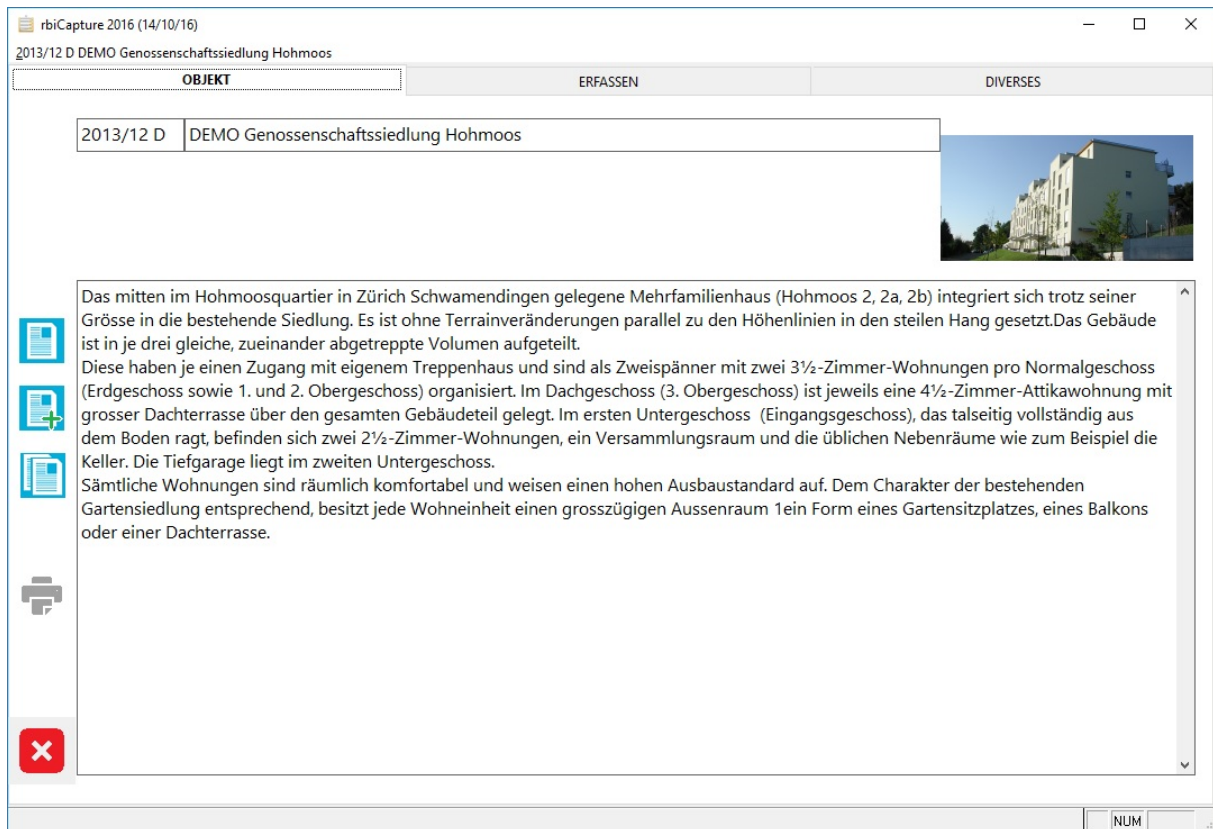 rbiCapture 2016 (14/10/16)
2013/12 D DEMO Genossenschaftssiedlung Hohmoos
OBJEKT ERFASSEN DIVERSES
2013/12 D DEMO Genossenschaftssiedlung Hohmoos
Das mitten im Hohmoosquartier in Zürich Schwamendingen gelegene Mehrfamilienhaus (Hohmoos 2, 2a, 2b) integriert sich trotz seiner
Grösse in die bestehende Siedlung. Es ist ohne Terrainveränderungen parallel zu den Höhenlinien in den steilen Hang gesetzt.Das Gebäude
ist in je drei gleiche, zueinander abgetreppte Volumen aufgeteilt.
Diese haben je einen Zugang mit eigenem Treppenhaus und sind als Zweispänner mit zwei 3½-Zimmer-Wohnungen pro Normalgeschoss
(Erdgeschoss sowie 1. und 2. Obergeschoss) organisiert. Im Dachgeschoss (3. Obergeschoss) ist jeweils eine 4½-Zimmer-Attikawohnung mit
grosser Dachterrasse über den gesamten Gebäudeteil gelegt. Im ersten Untergeschoss  (Eingangsgeschoss), das talseitig vollständig aus
dem Boden ragt, befinden sich zwei 2½-Zimmer-Wohnungen, ein Versammlungsraum und die üblichen Nebenräume wie zum Beispiel die
Keller. Die Tiefgarage liegt im zweiten Untergeschoss.
Sämtliche Wohnungen sind räumlich komfortabel und weisen einen hohen Ausbaustandard auf. Dem Charakter der bestehenden
Gartensiedlung entsprechend, besitzt jede Wohneinheit einen grosszügigen Aussenraum 1ein Form eines Gartensitzplatzes, eines Balkons
oder einer Dachterrasse.
NUM